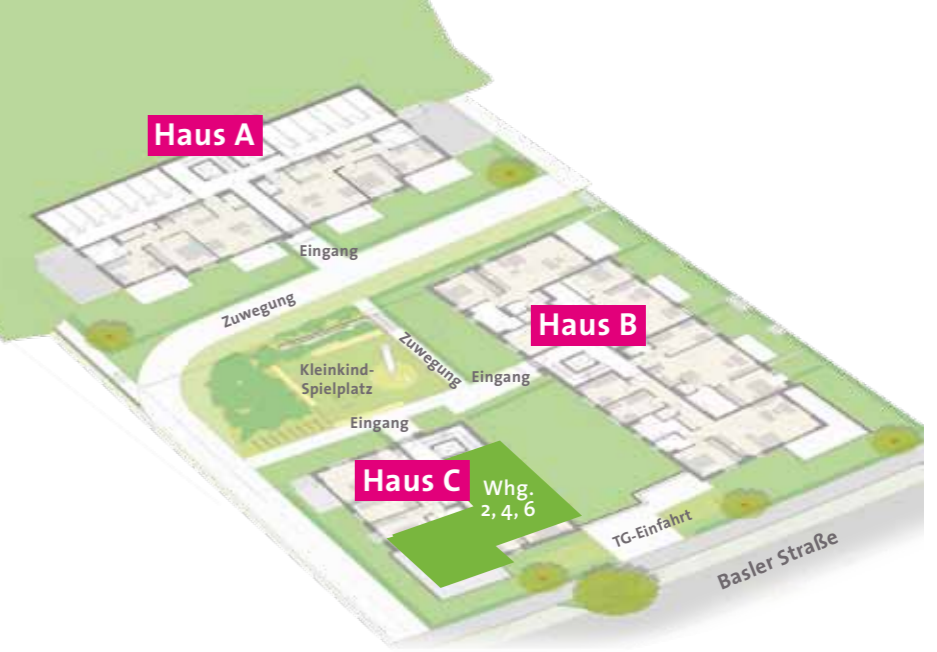 Haus A
Eingang
Zuwegung
Haus B
Zuwegung
Kleinkind-
Spielplatz
Eingang
Eingang
Haus C
Whg.
2, 4, 6
TG-Einfahrt
Basler Straße